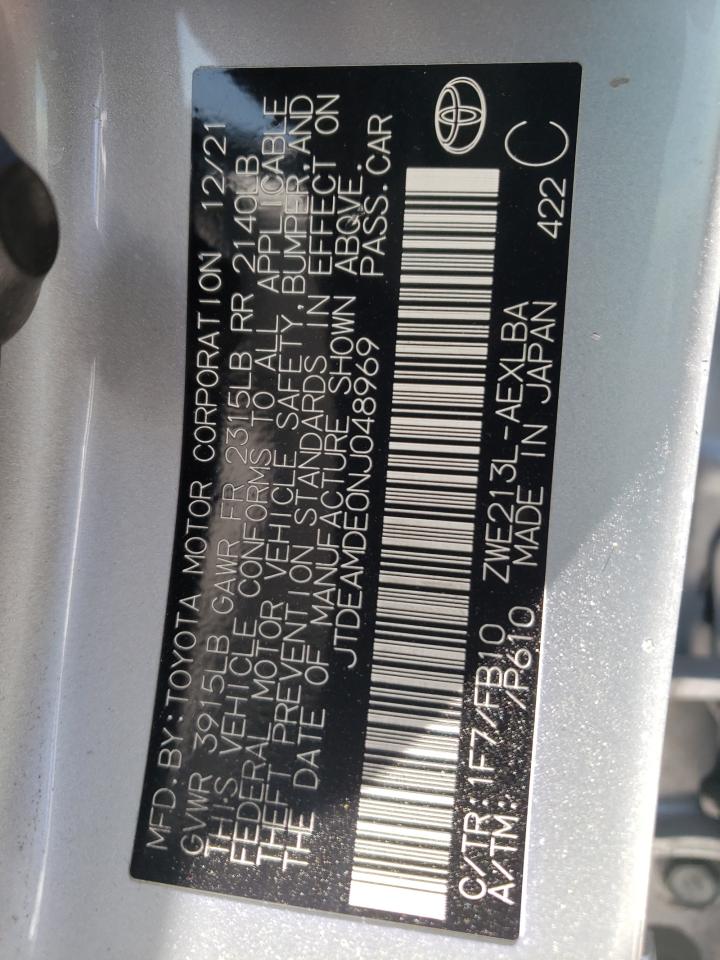 MFD.BY:TOYOTA MOTOR CORPORATION 12/21
GVWR 3915LB GAWR FR 2315LB RR 2140LB
THIS VEHICLE CONFORMS TO ALL APPLICABLE
FEDERAL MOTOR VEHICLE SAFETY,BUMPER,AND
THEFT PREVENTION STANDARDS IN EFFECT ON
THE DATE OF MANUFACTURE SHOWN ABOVE.
JTDEAMDE0NJ048969 PASS.CAR
C/TR:1F7/FB10 ZWE213L-AEXLBA 422 C
A/TM: /P610 MADE IN JAPAN